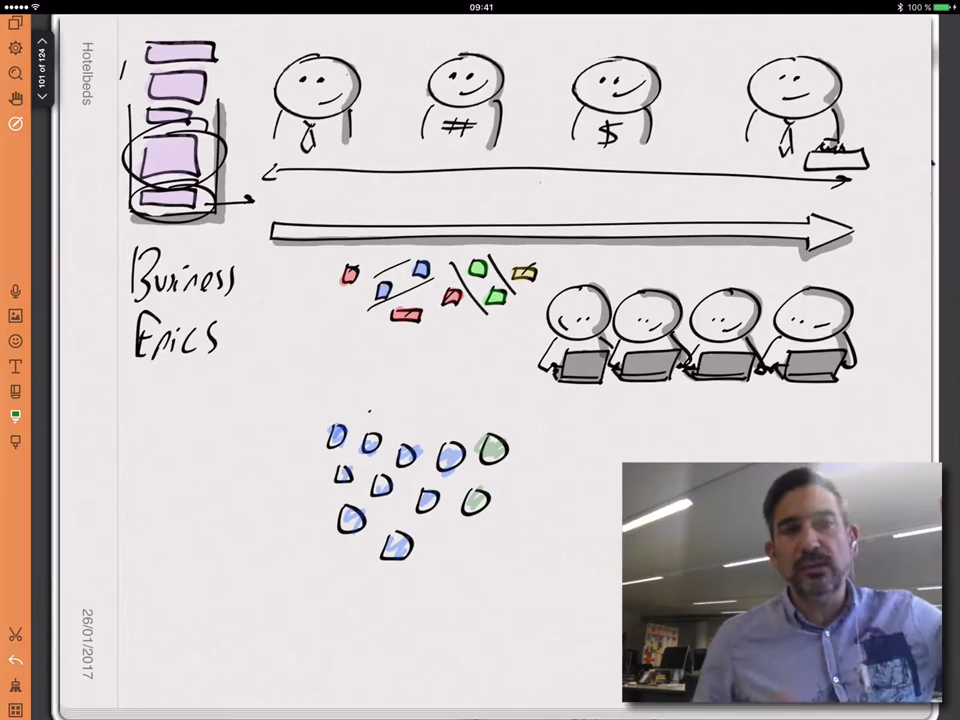 09:41
100 %
101 of 124
Hotelbeds
#
$
Business
Epics
T
26/01/2017